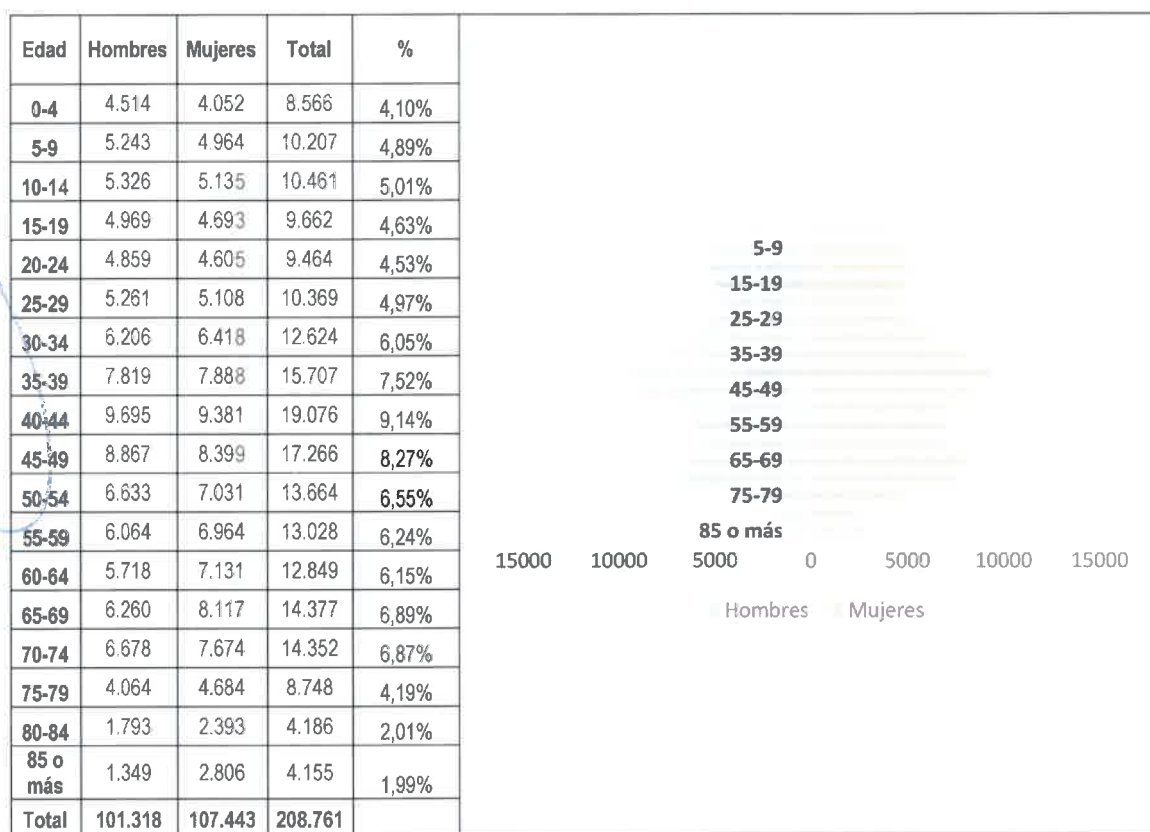 Edad Hombres Mujeres Total %
0-4 4.514 4.052 8.566 4,10%
5-9 5.243 4.964 10.207 4,89%
10-14 5.326 5.135 10.461 5,01%
15-19 4.969 4.693 9.662 4,63%
20-24 4.859 4.605 9.464 4,53%
25-29 5.261 5.108 10.369 4,97%
30-34 6.206 6.418 12.624 6,05%
35-39 7.819 7.888 15.707 7,52%
40-44 9.695 9.381 19.076 9,14%
45-49 8.867 8.399 17.266 8,27%
50-54 6.633 7.031 13.664 6,55%
55-59 6.064 6.964 13.028 6,24%
60-64 5.718 7.131 12.849 6,15%
65-69 6.260 8.117 14.377 6,89%
70-74 6.678 7.674 14.352 6,87%
75-79 4.064 4.684 8.748 4,19%
80-84 1.793 2.393 4.186 2,01%
85 o
más 1.349 2.806 4.155 1,99%
Total 101.318 107.443 208.761
5-9
15-19
25-29
35-39
45-49
55-59
65-69
75-79
85 o más
15000 10000 5000 0 5000 10000 15000
Hombres Mujeres